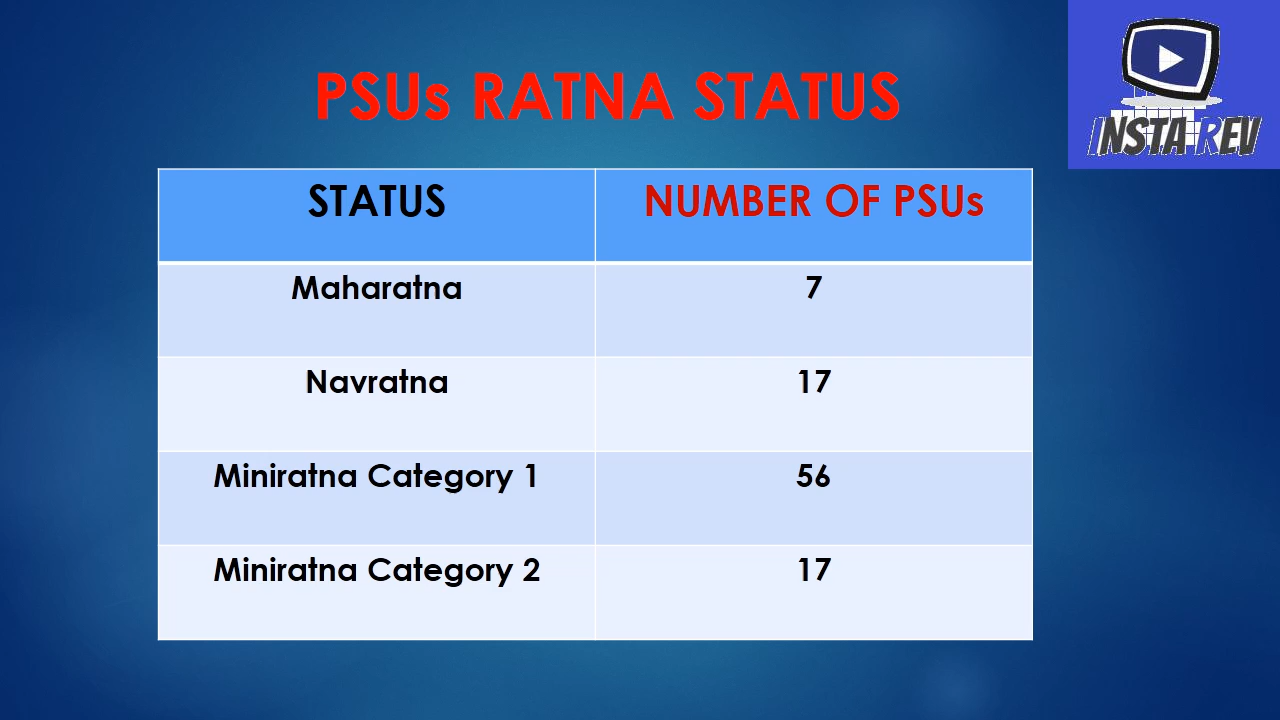 PSUs RATNA STATUS
INSTA REV
STATUS NUMBER OF PSUs
Maharatna 7
Navratna 17
Miniratna Category 1 56
Miniratna Category 2 17